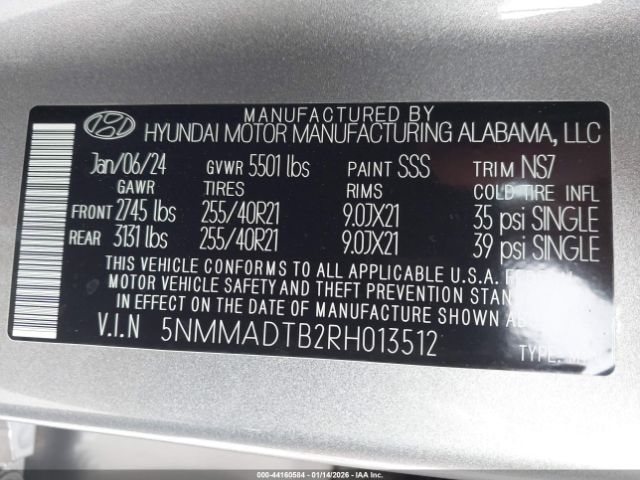 MANUFACTURED BY
HYUNDAI MOTOR MANUFACTURING ALABAMA, LLC
Jan/06/24 GVWR 5501 lbs PAINT SSS TRIM NS7
GAWR TIRES RIMS COLD TIRE INFL
FRONT 2745 lbs 255/40R21 9.0JX21 35 psi SINGLE
REAR 3131 lbs 255/40R21 9.0JX21 39 psi SINGLE
THIS VEHICLE CONFORMS TO ALL APPLICABLE U.S.A.
MOTOR VEHICLE SAFETY AND THEFT PREVENTION
IN EFFECT ON THE DATE OF MANUFACTURE SHOWN
V.I.N 5NMMADTB2RH013512
TYPE:
000-44160584 - 01/14/2026 - IAA Inc.